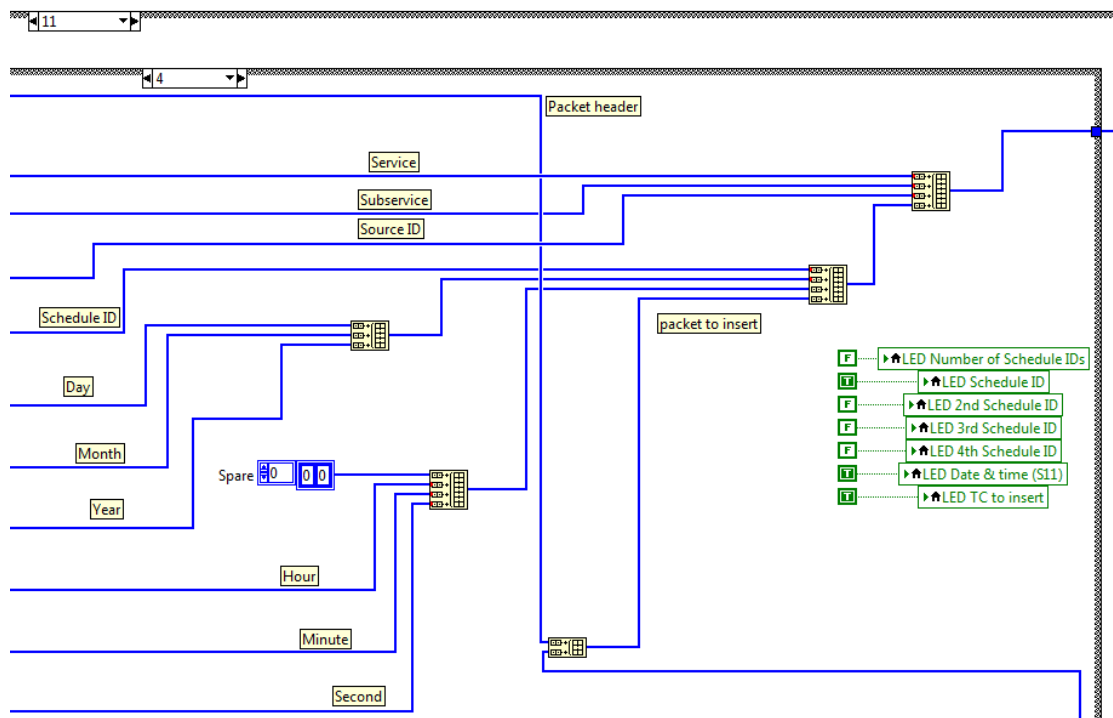 11
4
Packet header
Service
Subservice
Source ID
Schedule ID
packet to insert
F LED Number of Schedule IDs
T LED Schedule ID
Day
F LED 2nd Schedule ID
F LED 3rd Schedule ID
Month
F LED 4th Schedule ID
Spare 0 0 0
T LED Date & time (S11)
T LED TC to insert
Year
Hour
Minute
Second